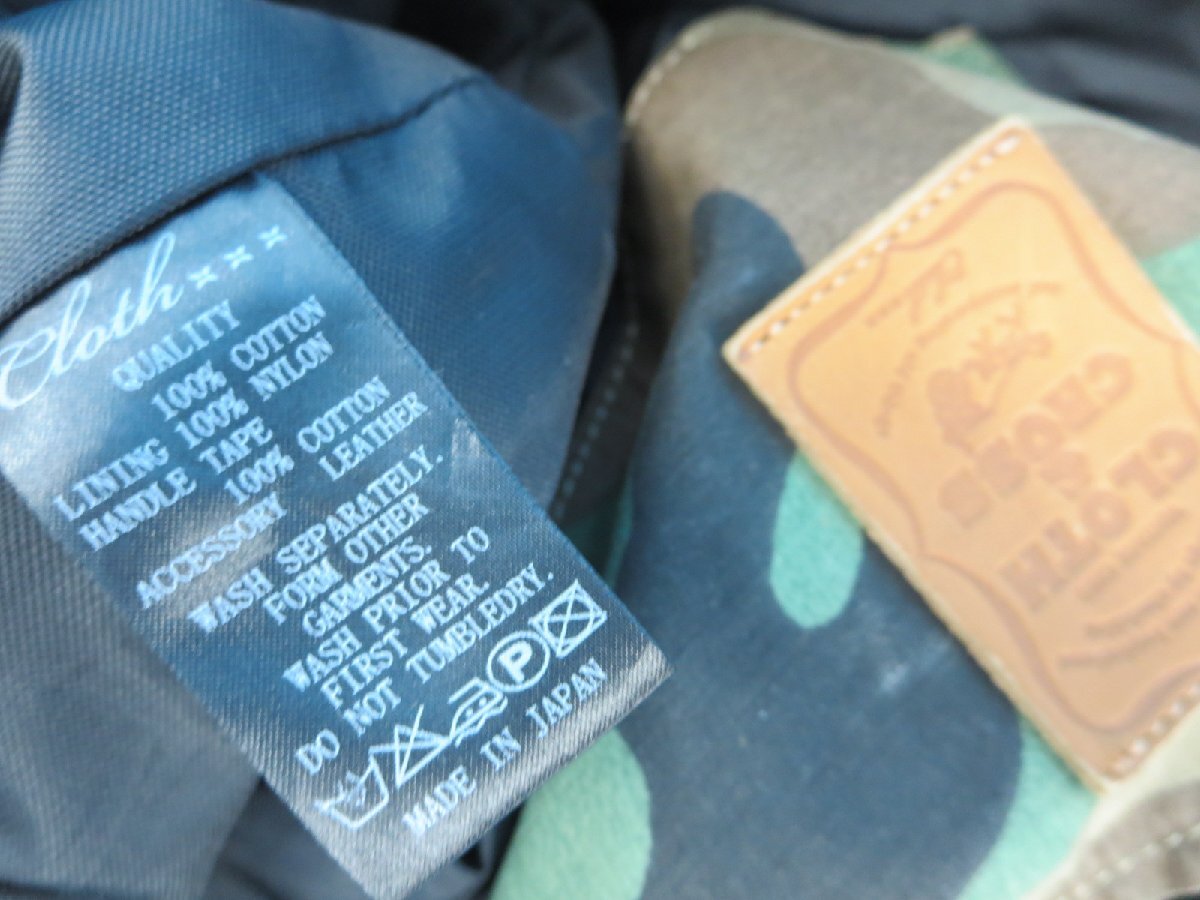 Cloth
QUALITY
100% COTTON
LINING 100% NYLON
HANDLE TAPE
100% COTTON
ACCESSORY LEATHER
WASH SEPARATELY.
FORM OTHER
GARMENTS.
WASH PRIOR TO
FIRST WEAR
DO NOT TUMBLEDRY.
P
MADE IN JAPAN
CROSS
CLOTH